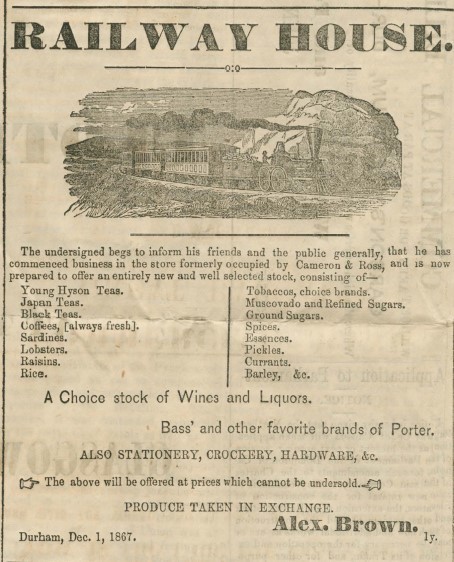 RAILWAY HOUSE.
The undersigned begs to inform his friends and the public generally, that he has
commenced business in the store formerly occupied by Cameron & Ross, and is now
prepared to offer an entirely new and well selected stock, consisting of—
Young Hyson Teas.
Japan Teas.
Black Teas.
Coffees, [always fresh].
Sardines.
Lobsters.
Raisins.
Rice.
Tobaccos, choice brands.
Muscovado and Refined Sugars.
Ground Sugars.
Spices.
Essences.
Pickles.
Currants.
Barley, &c.
A Choice stock of Wines and Liquors.
Bass' and other favorite brands of Porter.
ALSO STATIONERY, CROCKERY, HARDWARE, &c.
The above will be offered at prices which cannot be undersold.
PRODUCE TAKEN IN EXCHANGE.
Alex. Brown.
Durham, Dec. 1, 1867. 1y.